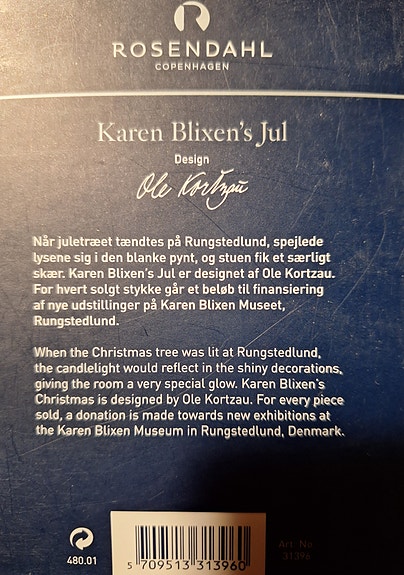 ROSENDAHL
COPENHAGEN
Karen Blixen's Jul
Design
Ole Kortzau
Når juletræet tændtes på Rungstedlund, spejlede
lysene sig i den blanke pynt, og stuen fik et særligt
skær. Karen Blixen's Jul er designet af Ole Kortzau.
For hvert solgt stykke går et beløb til finansiering
af nye udstillinger på Karen Blixen Museet,
Rungstedlund.
When the Christmas tree was lit at Rungstedlund,
the candlelight would reflect in the shiny decorations,
giving the room a very special glow. Karen Blixen's
Christmas is designed by Ole Kortzau. For every piece
sold, a donation is made towards new exhibitions at
the Karen Blixen Museum in Rungstedlund, Denmark.
480.01
5 709513 313960
Art. No
31396